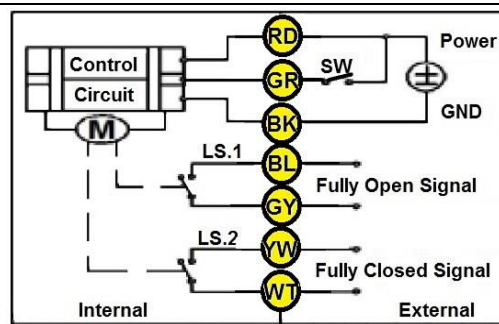 RD
Power
Control
GR
SW
Circuit
BK
GND
M
LS.1
BL
Fully Open Signal
GY
LS.2
YW
Fully Closed Signal
WT
Internal
External